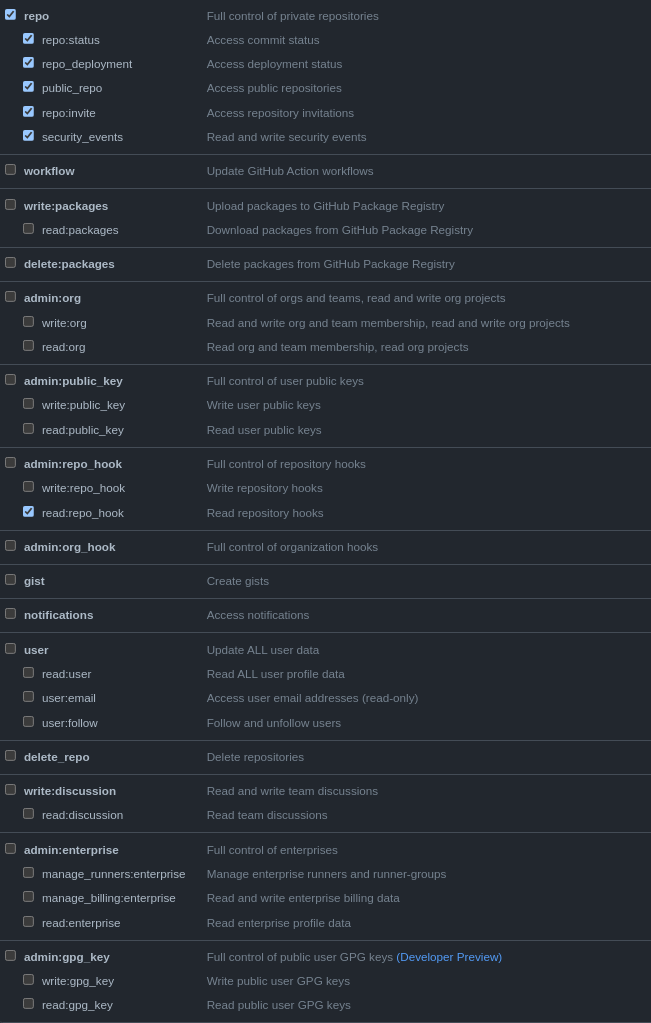 repo Full control of private repositories
repo:status Access commit status
repo_deployment Access deployment status
public_repo Access public repositories
repo:invite Access repository invitations
security_events Read and write security events
workflow Update GitHub Action workflows
write:packages Upload packages to GitHub Package Registry
read:packages Download packages from GitHub Package Registry
delete:packages Delete packages from GitHub Package Registry
admin:org Full control of orgs and teams, read and write org projects
write:org Read and write org and team membership, read and write org projects
read:org Read org and team membership, read org projects
admin:public_key Full control of user public keys
write:public_key Write user public keys
read:public_key Read user public keys
admin:repo_hook Full control of repository hooks
write:repo_hook Write repository hooks
read:repo_hook Read repository hooks
admin:org_hook Full control of organization hooks
gist Create gists
notifications Access notifications
user Update ALL user data
read:user Read ALL user profile data
user:email Access user email addresses (read-only)
user:follow Follow and unfollow users
delete_repo Delete repositories
write:discussion Read and write team discussions
read:discussion Read team discussions
admin:enterprise Full control of enterprises
manage_runners:enterprise Manage enterprise runners and runner-groups
manage_billing:enterprise Read and write enterprise billing data
read:enterprise Read enterprise profile data
admin:gpg_key Full control of public user GPG keys (Developer Preview)
write:gpg_key Write public user GPG keys
read:gpg_key Read public user GPG keys